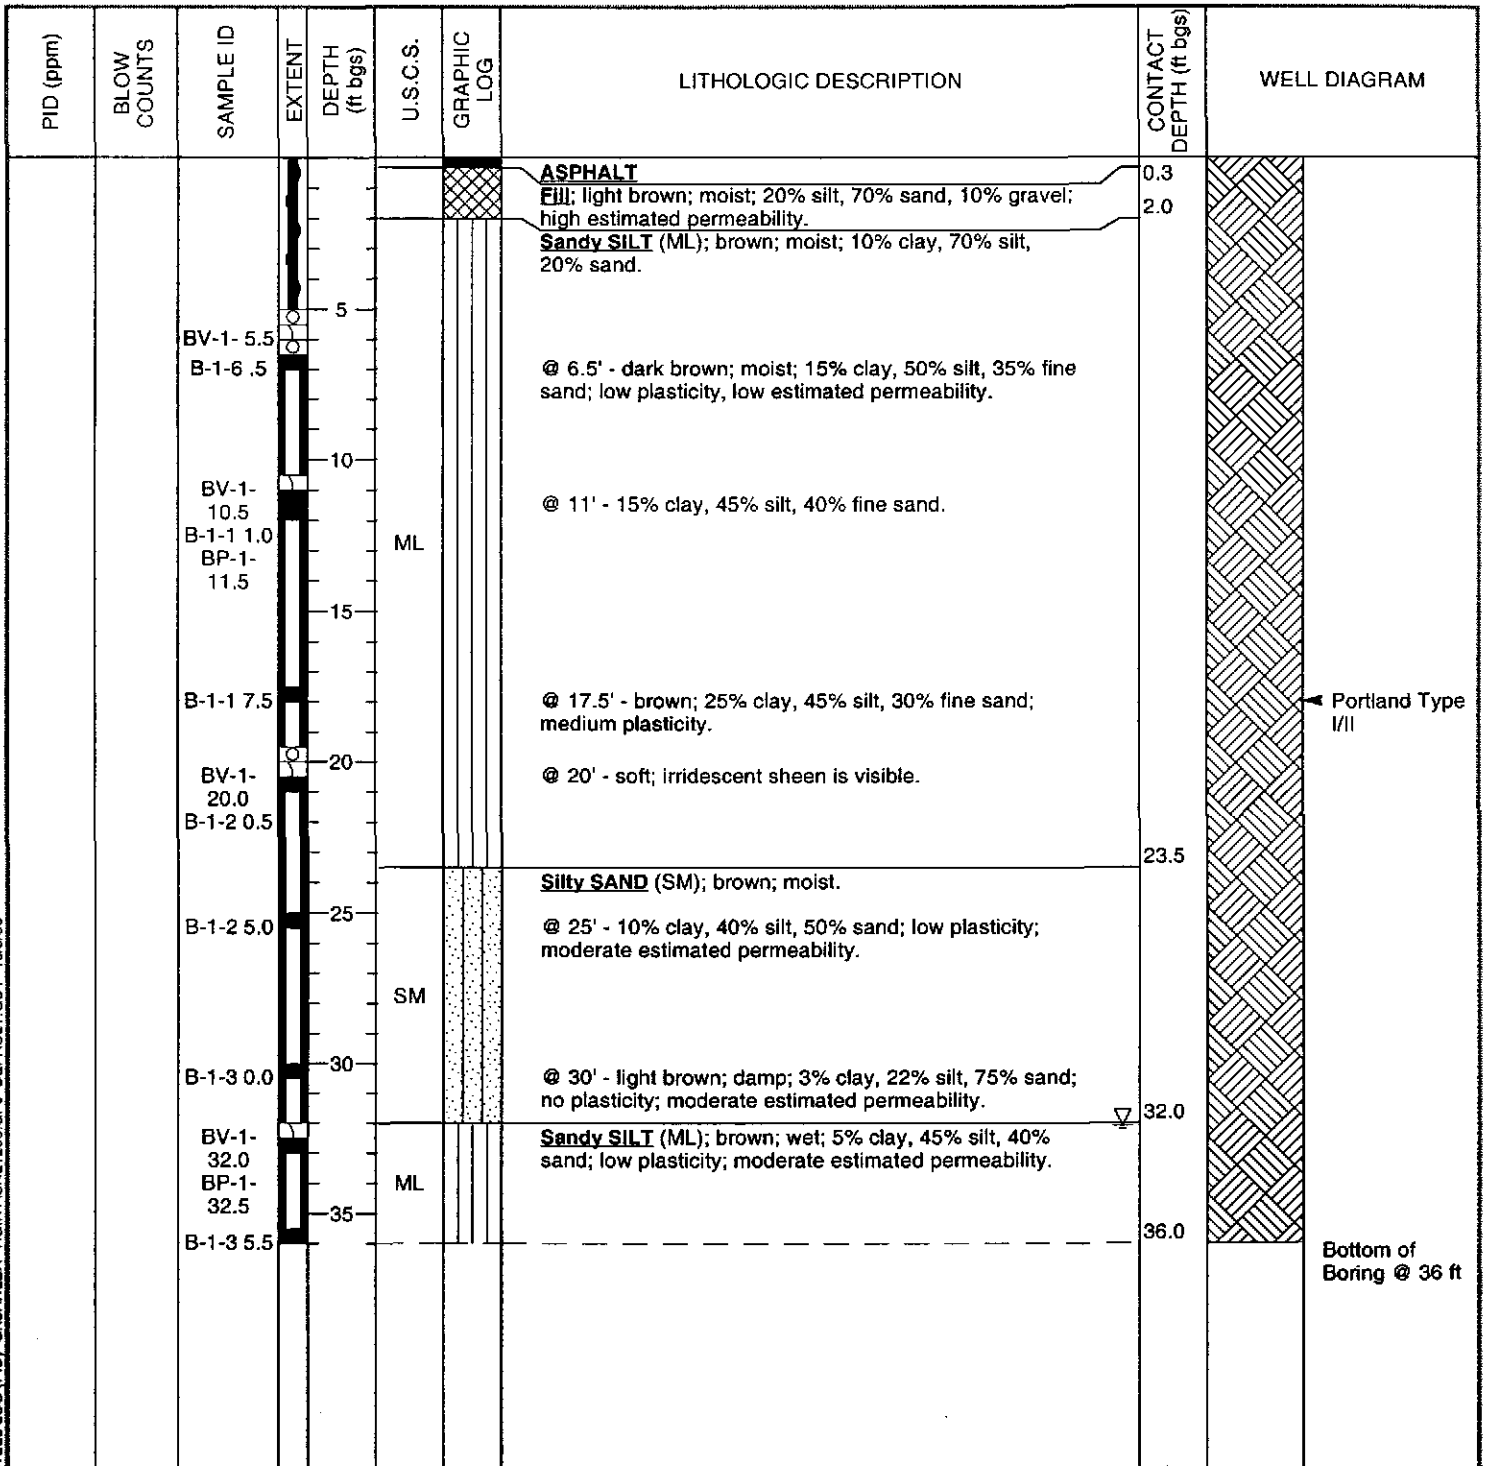 PID (ppm)
BLOW
COUNTS
SAMPLE ID
EXTENT
DEPTH
(ft bgs)
U.S.C.S.
GRAPHIC
LOG
LITHOLOGIC DESCRIPTION
CONTACT
DEPTH (ft bgs)
WELL DIAGRAM
ASPHALT
0.3
Fill; light brown; moist; 20% silt, 70% sand, 10% gravel;
high estimated permeability.
2.0
Sandy SILT (ML); brown; moist; 10% clay, 70% silt,
20% sand.
5
BV-1- 5.5
B-1-6 .5
@ 6.5' - dark brown; moist; 15% clay, 50% silt, 35% fine
sand; low plasticity, low estimated permeability.
10
BV-1-
10.5
B-1-1 1.0
BP-1-
11.5
@ 11' - 15% clay, 45% silt, 40% fine sand.
ML
15
B-1-1 7.5
@ 17.5' - brown; 25% clay, 45% silt, 30% fine sand;
medium plasticity.
Portland Type
I/II
20
BV-1-
20.0
B-1-2 0.5
@ 20' - soft; irridescent sheen is visible.
23.5
Silty SAND (SM); brown; moist.
25
B-1-2 5.0
@ 25' - 10% clay, 40% silt, 50% sand; low plasticity;
moderate estimated permeability.
SM
30
B-1-3 0.0
@ 30' - light brown; damp; 3% clay, 22% silt, 75% sand;
no plasticity; moderate estimated permeability.
32.0
BV-1-
32.0
BP-1-
32.5
Sandy SILT (ML); brown; wet; 5% clay, 45% silt, 40%
sand; low plasticity; moderate estimated permeability.
ML
35
B-1-3 5.5
36.0
Bottom of
Boring @ 36 ft